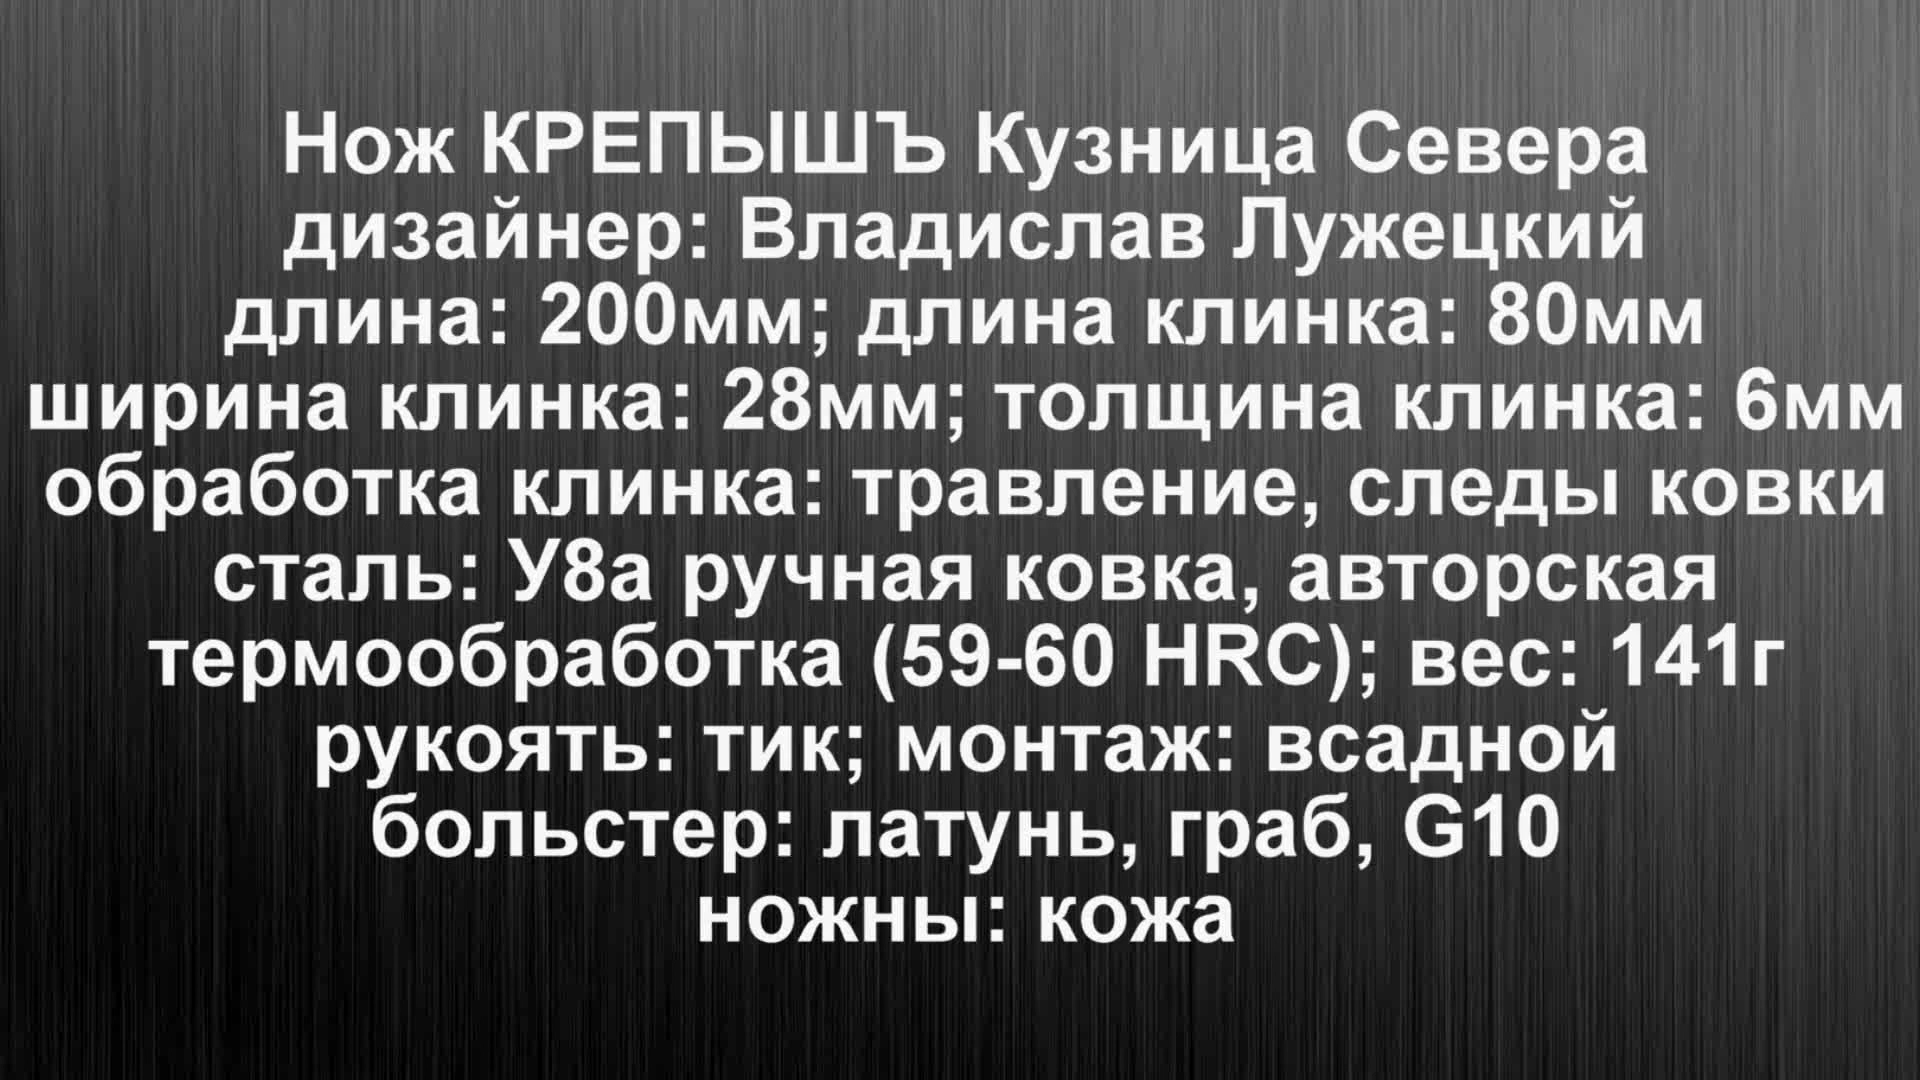 Нож КРЕПЫШЪ Кузница Севера
дизайнер: Владислав Лужецкий
длина: 200мм; длина клинка: 80мм
ширина клинка: 28мм; толщина клинка: 6мм
обработка клинка: травление, следы ковки
сталь: У8а ручная ковка, авторская
термообработка (59-60 HRC); вес: 141г
рукоять: тик; монтаж: всадной
больстер: латунь, граб, G10
ножны: кожа